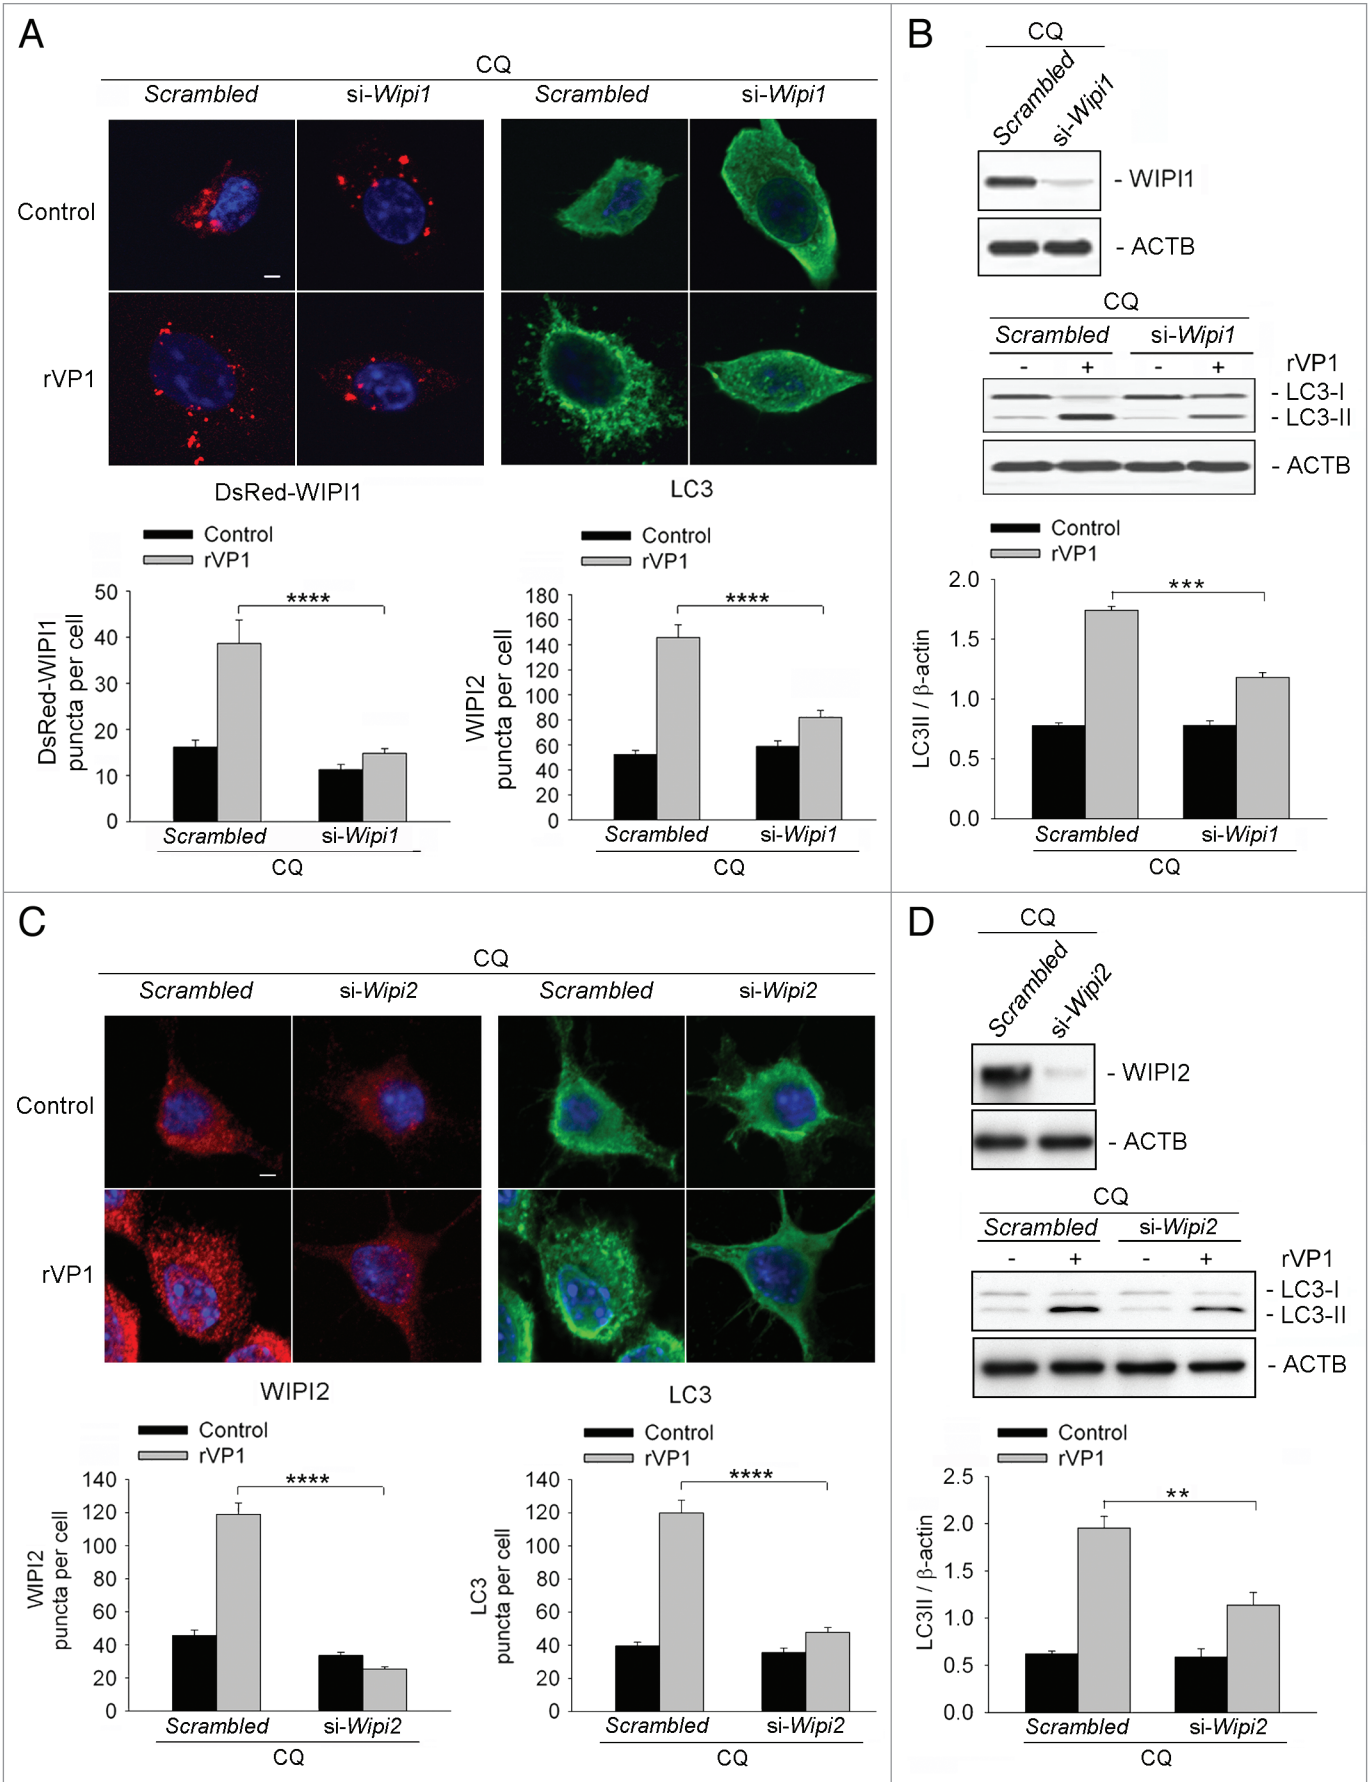 A
CQ
Scrambled si-Wipi1 Scrambled si-Wipi1
Control
rVP1
DsRed-WIPI1 LC3
Control
rVP1
50
40
30
20
10
0
DsRed-WIPI1
puncta per cell
****
Scrambled si-Wipi1
CQ
Control
rVP1
180
160
140
120
100
80
60
40
20
0
WIPI2
puncta per cell
****
Scrambled si-Wipi1
CQ
B
CQ
Scrambled
si-Wipi1
- WIPI1
- ACTB
CQ
Scrambled si-Wipi1
- + - + rVP1
- LC3-I
- LC3-II
- ACTB
Control
rVP1
2.0
1.5
1.0
0.5
0.0
LC3II / β-actin
***
Scrambled si-Wipi1
CQ
C
CQ
Scrambled si-Wipi2 Scrambled si-Wipi2
Control
rVP1
WIPI2 LC3
Control
rVP1
140
120
100
80
60
40
20
0
WIPI2
puncta per cell
****
Scrambled si-Wipi2
CQ
Control
rVP1
140
120
100
80
60
40
20
0
LC3
puncta per cell
****
Scrambled si-Wipi2
CQ
D
CQ
Scrambled
si-Wipi2
- WIPI2
- ACTB
CQ
Scrambled si-Wipi2
- + - + rVP1
- LC3-I
- LC3-II
- ACTB
Control
rVP1
2.5
2.0
1.5
1.0
0.5
0.0
LC3II / β-actin
**
Scrambled si-Wipi2
CQ